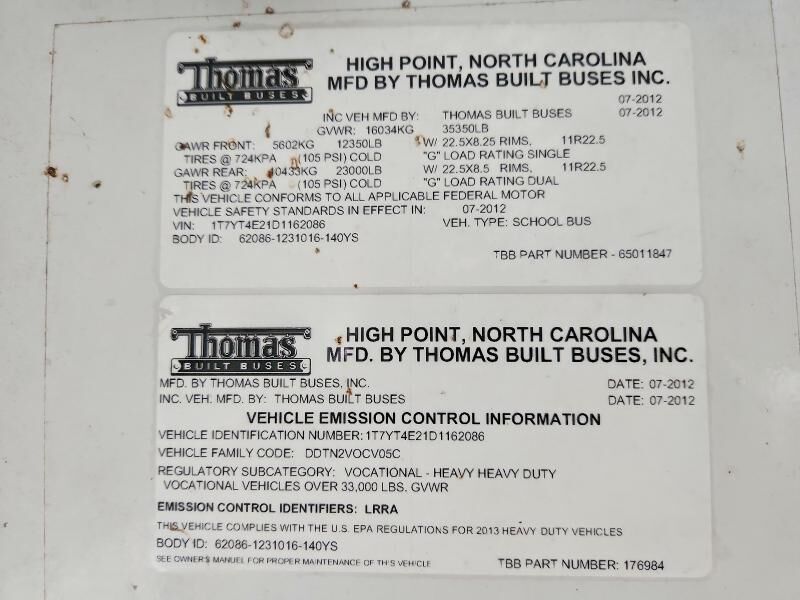 Thomas
BUILT BUSES
HIGH POINT, NORTH CAROLINA
MFD BY THOMAS BUILT BUSES INC.
07-2012
INC VEH MFD BY: THOMAS BUILT BUSES 07-2012
GVWR: 16034KG 35350LB
GAWR FRONT: 5602KG 12350LB W/ 22.5X8.25 RIMS, 11R22.5
TIRES @ 724KPA (105 PSI) COLD "G" LOAD RATING SINGLE
GAWR REAR: 10433KG 23000LB W/ 22.5X8.5 RIMS, 11R22.5
TIRES @ 724KPA (105 PSI) COLD "G" LOAD RATING DUAL
THIS VEHICLE CONFORMS TO ALL APPLICABLE FEDERAL MOTOR
VEHICLE SAFETY STANDARDS IN EFFECT IN: 07-2012
VIN: 1T7YT4E21D1162086 VEH. TYPE: SCHOOL BUS
BODY ID: 62086-1231016-140YS
TBB PART NUMBER - 65011847
Thomas
BUILT BUSES
HIGH POINT, NORTH CAROLINA
MFD. BY THOMAS BUILT BUSES, INC.
MFD. BY THOMAS BUILT BUSES, INC. DATE: 07-2012
INC. VEH. MFD. BY: THOMAS BUILT BUSES DATE: 07-2012
VEHICLE EMISSION CONTROL INFORMATION
VEHICLE IDENTIFICATION NUMBER: 1T7YT4E21D1162086
VEHICLE FAMILY CODE: DDTN2VOCV05C
REGULATORY SUBCATEGORY: VOCATIONAL - HEAVY HEAVY DUTY
VOCATIONAL VEHICLES OVER 33,000 LBS. GVWR
EMISSION CONTROL IDENTIFIERS: LRRA
THIS VEHICLE COMPLIES WITH THE U.S. EPA REGULATIONS FOR 2013 HEAVY DUTY VEHICLES
BODY ID: 62086-1231016-140YS
SEE OWNER'S MANUEL FOR PROPER MAINTENANCE OF THIS VEHICLE TBB PART NUMBER: 176984